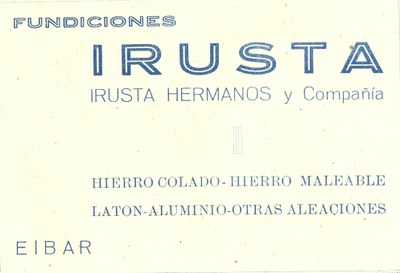 FUNDICIONES
IRUSTA
IRUSTA HERMANOS y Compañía
HIERRO COLADO-HIERRO MALEABLE
LATON-ALUMINIO-OTRAS ALEACIONES
EIBAR